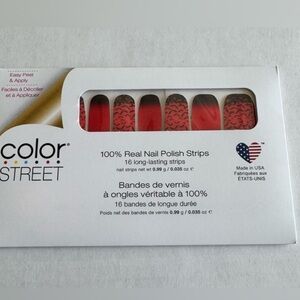 Easy Peel
& Apply
Faciles à Décoller
et à Appliquer
color
STREET
100% Real Nail Polish Strips
16 long-lasting strips
nail strips net wt 0.99 g / 0.035 oz ℮
Bandes de vernis
à ongles véritable à 100%
16 bandes de longue durée
Poids net des bandes de vernis 0.99 g / 0.035 oz ℮
Made in USA
Fabriquées aux
ÉTATS-UNIS